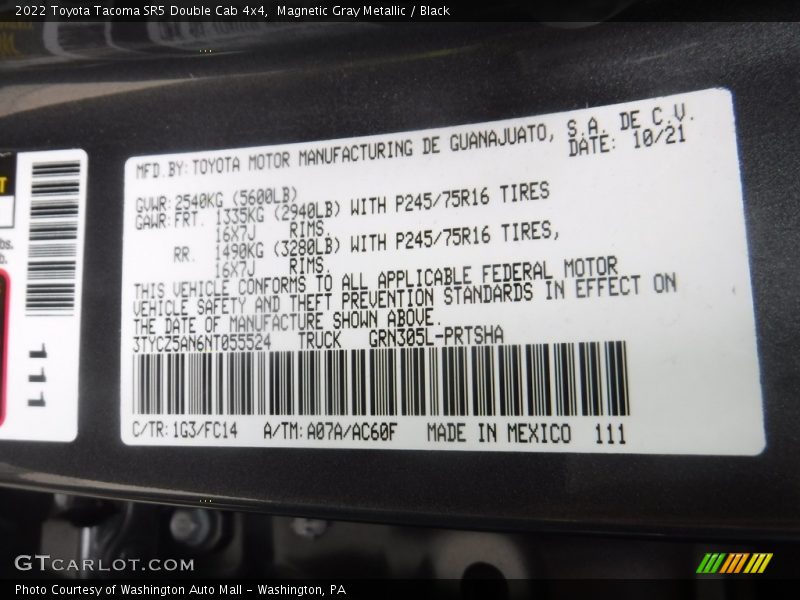 2022 Toyota Tacoma SR5 Double Cab 4x4,  Magnetic Gray Metallic / Black
MFD.BY: TOYOTA MOTOR MANUFACTURING DE GUANAJUATO, S.A. DE C.V.
DATE: 10/21
GVWR: 2540KG (5600LB)
GAWR: FRT. 1335KG (2940LB) WITH P245/75R16 TIRES
16X7J RIMS.
RR. 1490KG (3280LB) WITH P245/75R16 TIRES,
16X7J RIMS.
THIS VEHICLE CONFORMS TO ALL APPLICABLE FEDERAL MOTOR
VEHICLE SAFETY AND THEFT PREVENTION STANDARDS IN EFFECT ON
THE DATE OF MANUFACTURE SHOWN ABOVE.
3TYCZ5AN6NT055524 TRUCK GRN305L-PRTSHA
C/TR: 1G3/FC14 A/TM: A07A/AC60F MADE IN MEXICO 111
111
GTCARLOT.COM
Photo Courtesy of Washington Auto Mall - Washington, PA